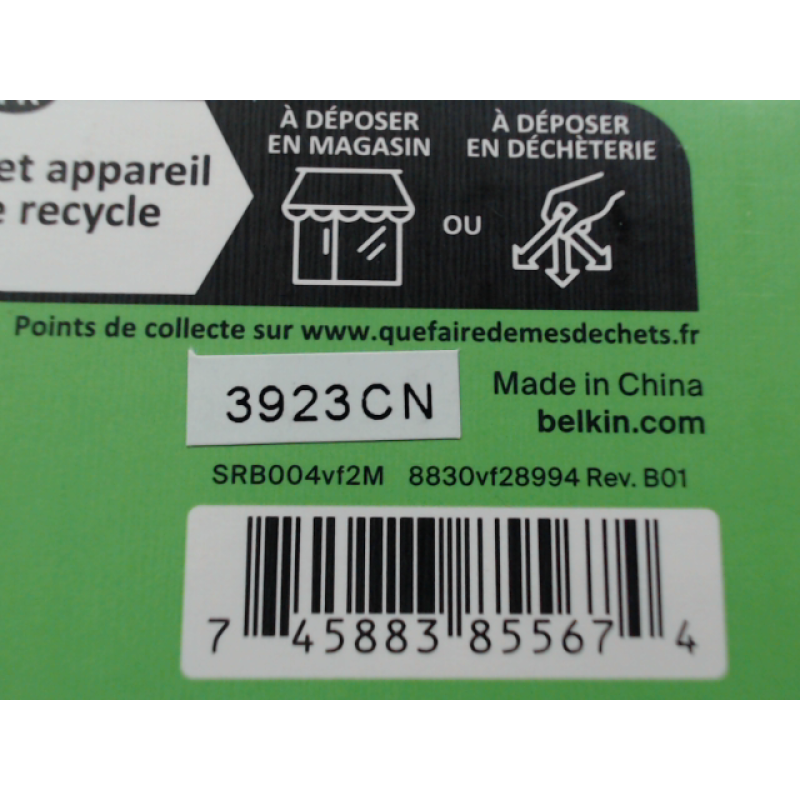 À DÉPOSER
EN MAGASIN
À DÉPOSER
EN DÉCHÈTERIE
et appareil
recycle
OU
Points de collecte sur www.quefairedemesdechets.fr
3923CN
Made in China
belkin.com
SRB004vf2M 8830vf28994 Rev. B01
7 45883 85567 4